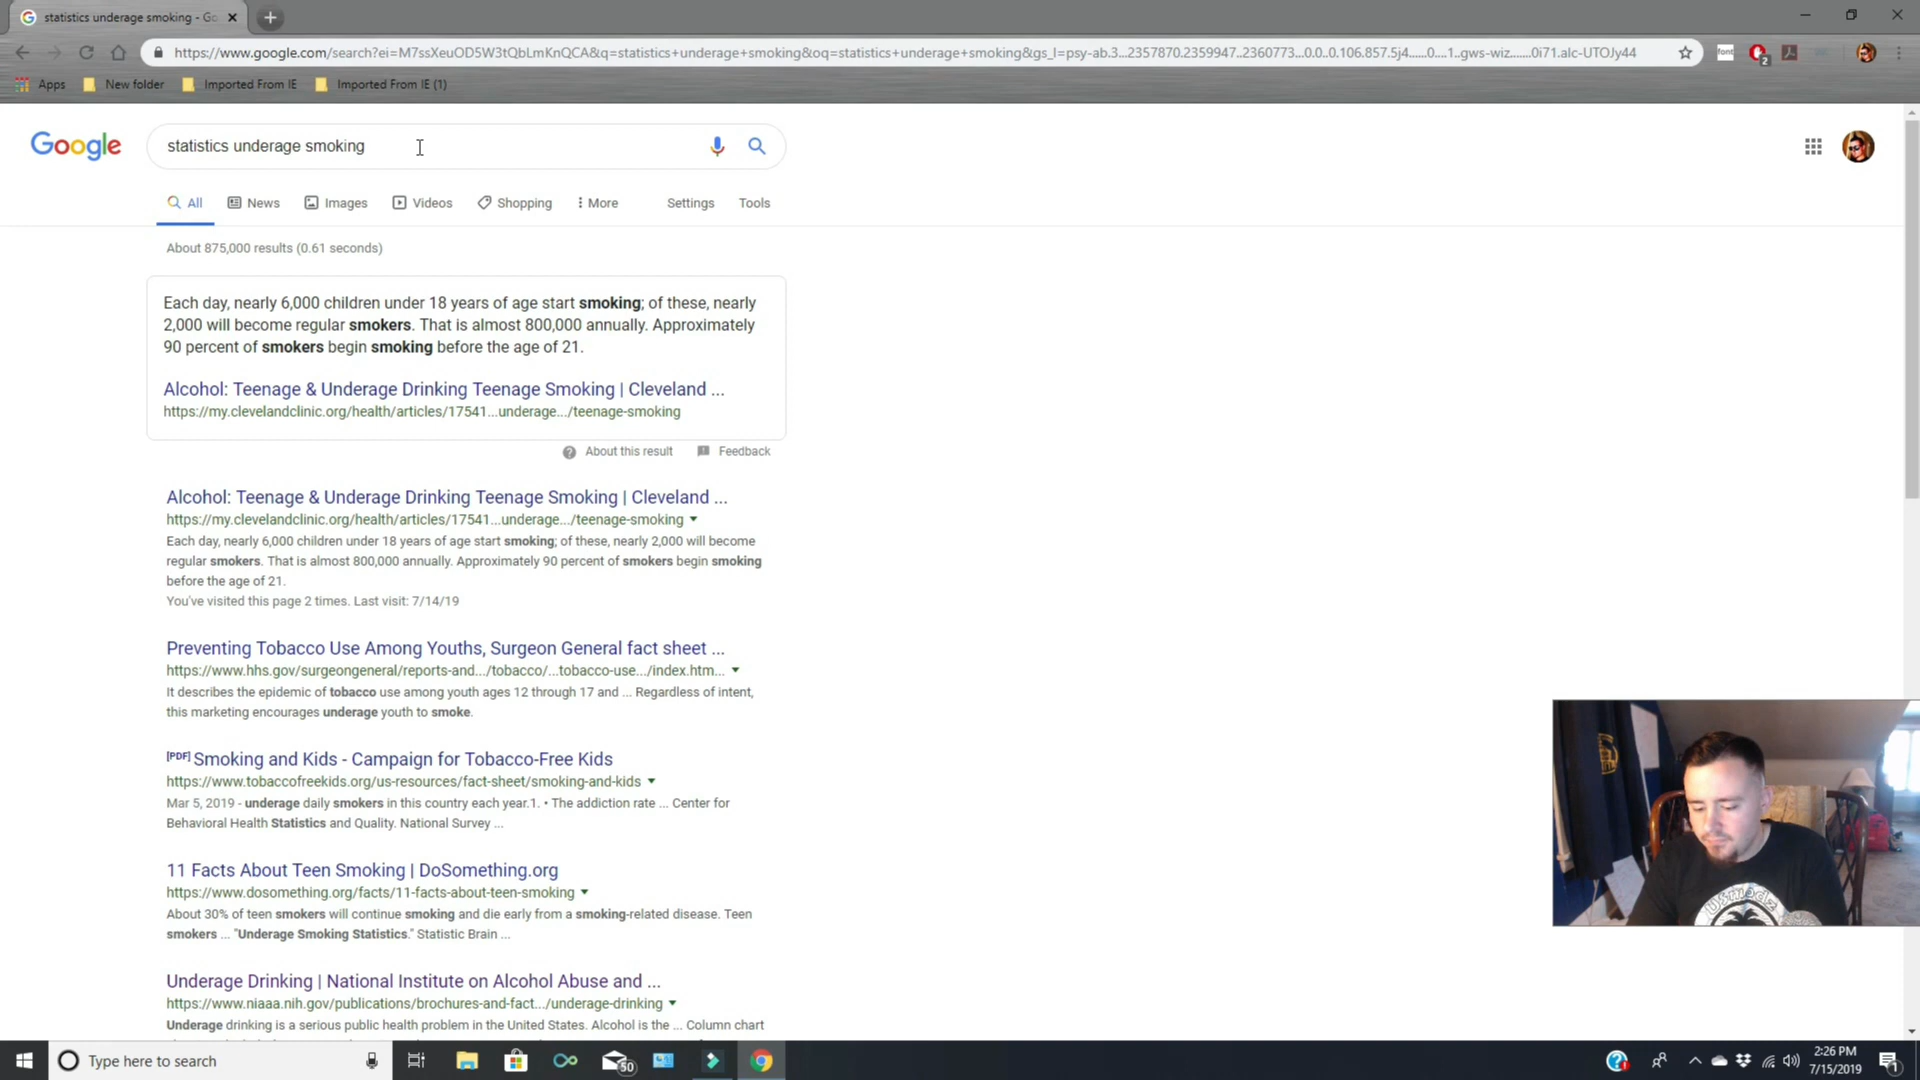 statistics underage smoking - Go
https://www.google.com/search?ei=M7ssXeuOD5W3tQbLmKnQCA&q=statistics+underage+smoking&oq=statistics+underage+smoking&gs_l=psy-ab.3...2357870.2359947..2360773...0.0..0.106.857.5j4......0....1..gws-wiz.......0i71.alc-UTOJy44
2
Apps New folder Imported From IE Imported From IE (1)
Google statistics underage smoking
All News Images Videos Shopping More Settings Tools
About 875,000 results (0.61 seconds)
Each day, nearly 6,000 children under 18 years of age start smoking; of these, nearly
2,000 will become regular smokers. That is almost 800,000 annually. Approximately
90 percent of smokers begin smoking before the age of 21.
Alcohol: Teenage & Underage Drinking Teenage Smoking | Cleveland ...
https://my.clevelandclinic.org/health/articles/17541...underage.../teenage-smoking
About this result Feedback
Alcohol: Teenage & Underage Drinking Teenage Smoking | Cleveland ...
https://my.clevelandclinic.org/health/articles/17541...underage.../teenage-smoking
Each day, nearly 6,000 children under 18 years of age start smoking; of these, nearly 2,000 will become
regular smokers. That is almost 800,000 annually. Approximately 90 percent of smokers begin smoking
before the age of 21.
You've visited this page 2 times. Last visit: 7/14/19
Preventing Tobacco Use Among Youths, Surgeon General fact sheet ...
https://www.hhs.gov/surgeongeneral/reports-and.../tobacco/...tobacco-use.../index.htm...
It describes the epidemic of tobacco use among youth ages 12 through 17 and ... Regardless of intent,
this marketing encourages underage youth to smoke.
[PDF] Smoking and Kids - Campaign for Tobacco-Free Kids
https://www.tobaccofreekids.org/us-resources/fact-sheet/smoking-and-kids
Mar 5, 2019 - underage daily smokers in this country each year.1. • The addiction rate ... Center for
Behavioral Health Statistics and Quality. National Survey ...
11 Facts About Teen Smoking | DoSomething.org
https://www.dosomething.org/facts/11-facts-about-teen-smoking
About 30% of teen smokers will continue smoking and die early from a smoking-related disease. Teen
smokers ... "Underage Smoking Statistics." Statistic Brain ...
Underage Drinking | National Institute on Alcohol Abuse and ...
https://www.niaaa.nih.gov/publications/brochures-and-fact.../underage-drinking
Underage drinking is a serious public health problem in the United States. Alcohol is the ... Column chart
Type here to search
50
2:26 PM
7/15/2019
1